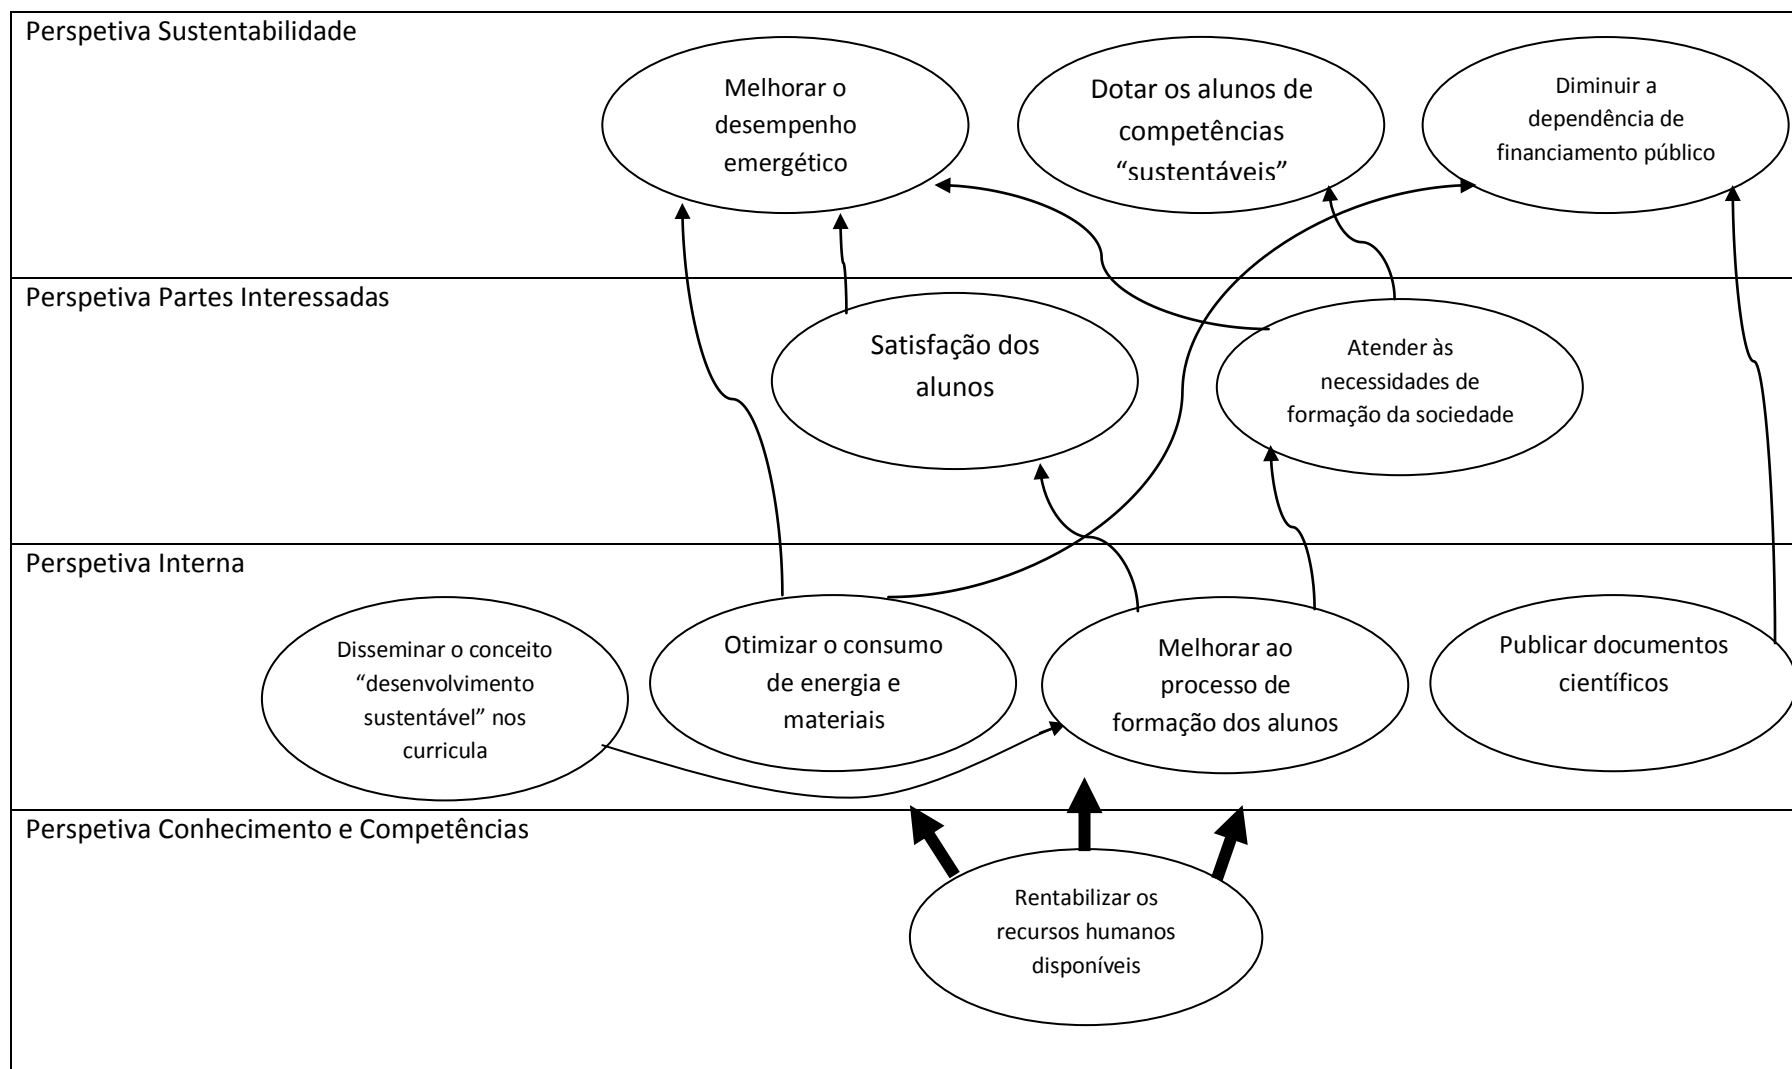 Perspetiva Sustentabilidade
Melhorar o
desempenho
emergético
Dotar os alunos de
competências
“sustentáveis”
Diminuir a
dependência de
financiamento público
Perspetiva Partes Interessadas
Satisfação dos
alunos
Atender às
necessidades de
formação da sociedade
Perspetiva Interna
Disseminar o conceito
“desenvolvimento
sustentável” nos
curricula
Otimizar o consumo
de energia e
materiais
Melhorar ao
processo de
formação dos alunos
Publicar documentos
científicos
Perspetiva Conhecimento e Competências
Rentabilizar os
recursos humanos
disponíveis